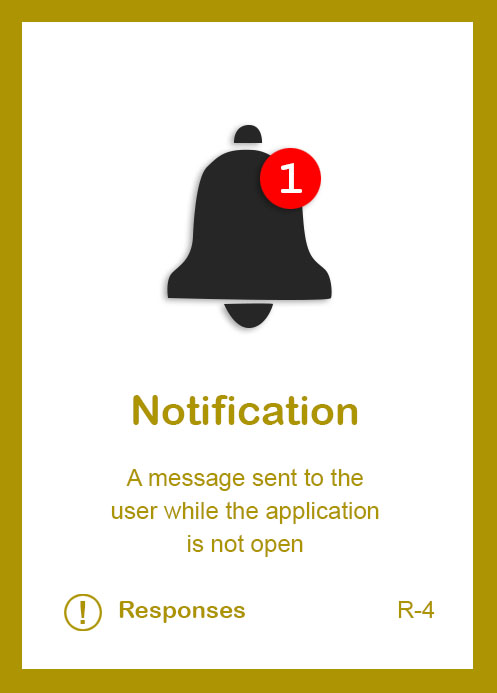 1
Notification
A message sent to the
user while the application
is not open
! Responses R-4